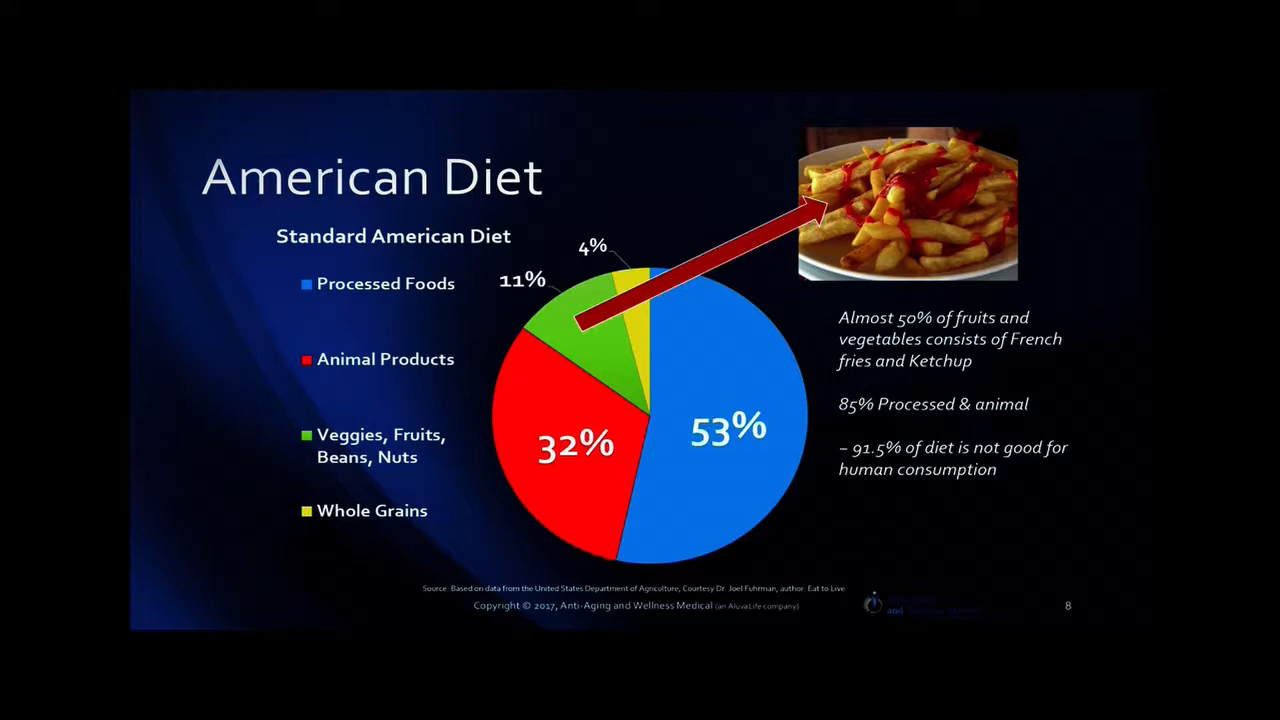 American Diet
Standard American Diet
Processed Foods
Animal Products
Veggies, Fruits,
Beans, Nuts
Whole Grains
4%
11%
32%
53%
Almost 50% of fruits and
vegetables consists of French
fries and Ketchup
85% Processed & animal
~ 91.5% of diet is not good for
human consumption
Source: Based on data from the United States Department of Agriculture, Courtesy Dr. Joel Fuhrman, author: Eat to Live
Copyright © 2017, Anti-Aging and Wellness Medical (an AluvaLife company)
and
8